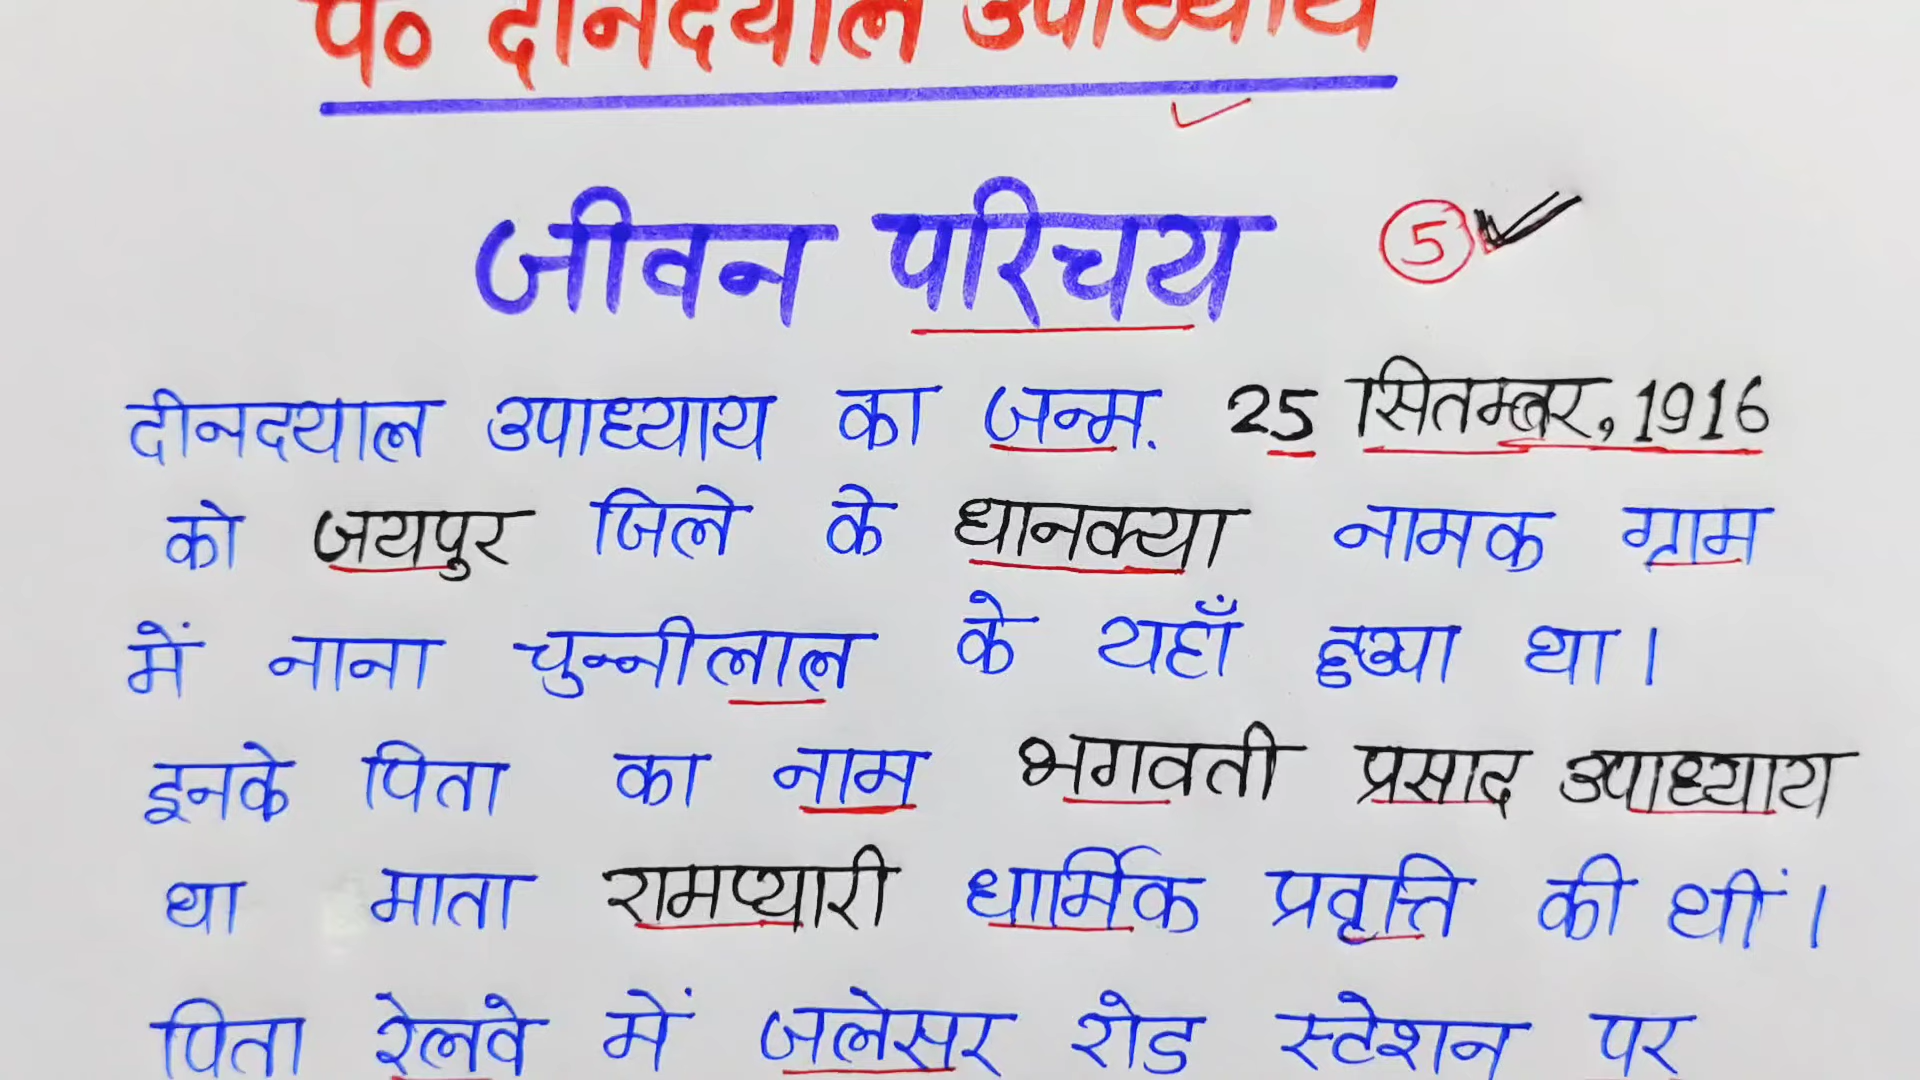 पं० दीनदयाल उपाध्याय
जीवन परिचय ⑤
दीनदयाल उपाध्याय का जन्म. 25 सितम्बर, 1916
को जयपुर जिले के धानक्या नामक ग्राम
में नाना चुन्नीलाल के यहाँ हुआ था।
इनके पिता का नाम भगवती प्रसाद उपाध्याय
था माता रामप्यारी धार्मिक प्रवृत्ति की थीं।
पिता रेलवे में जलेसर रोड स्टेशन पर